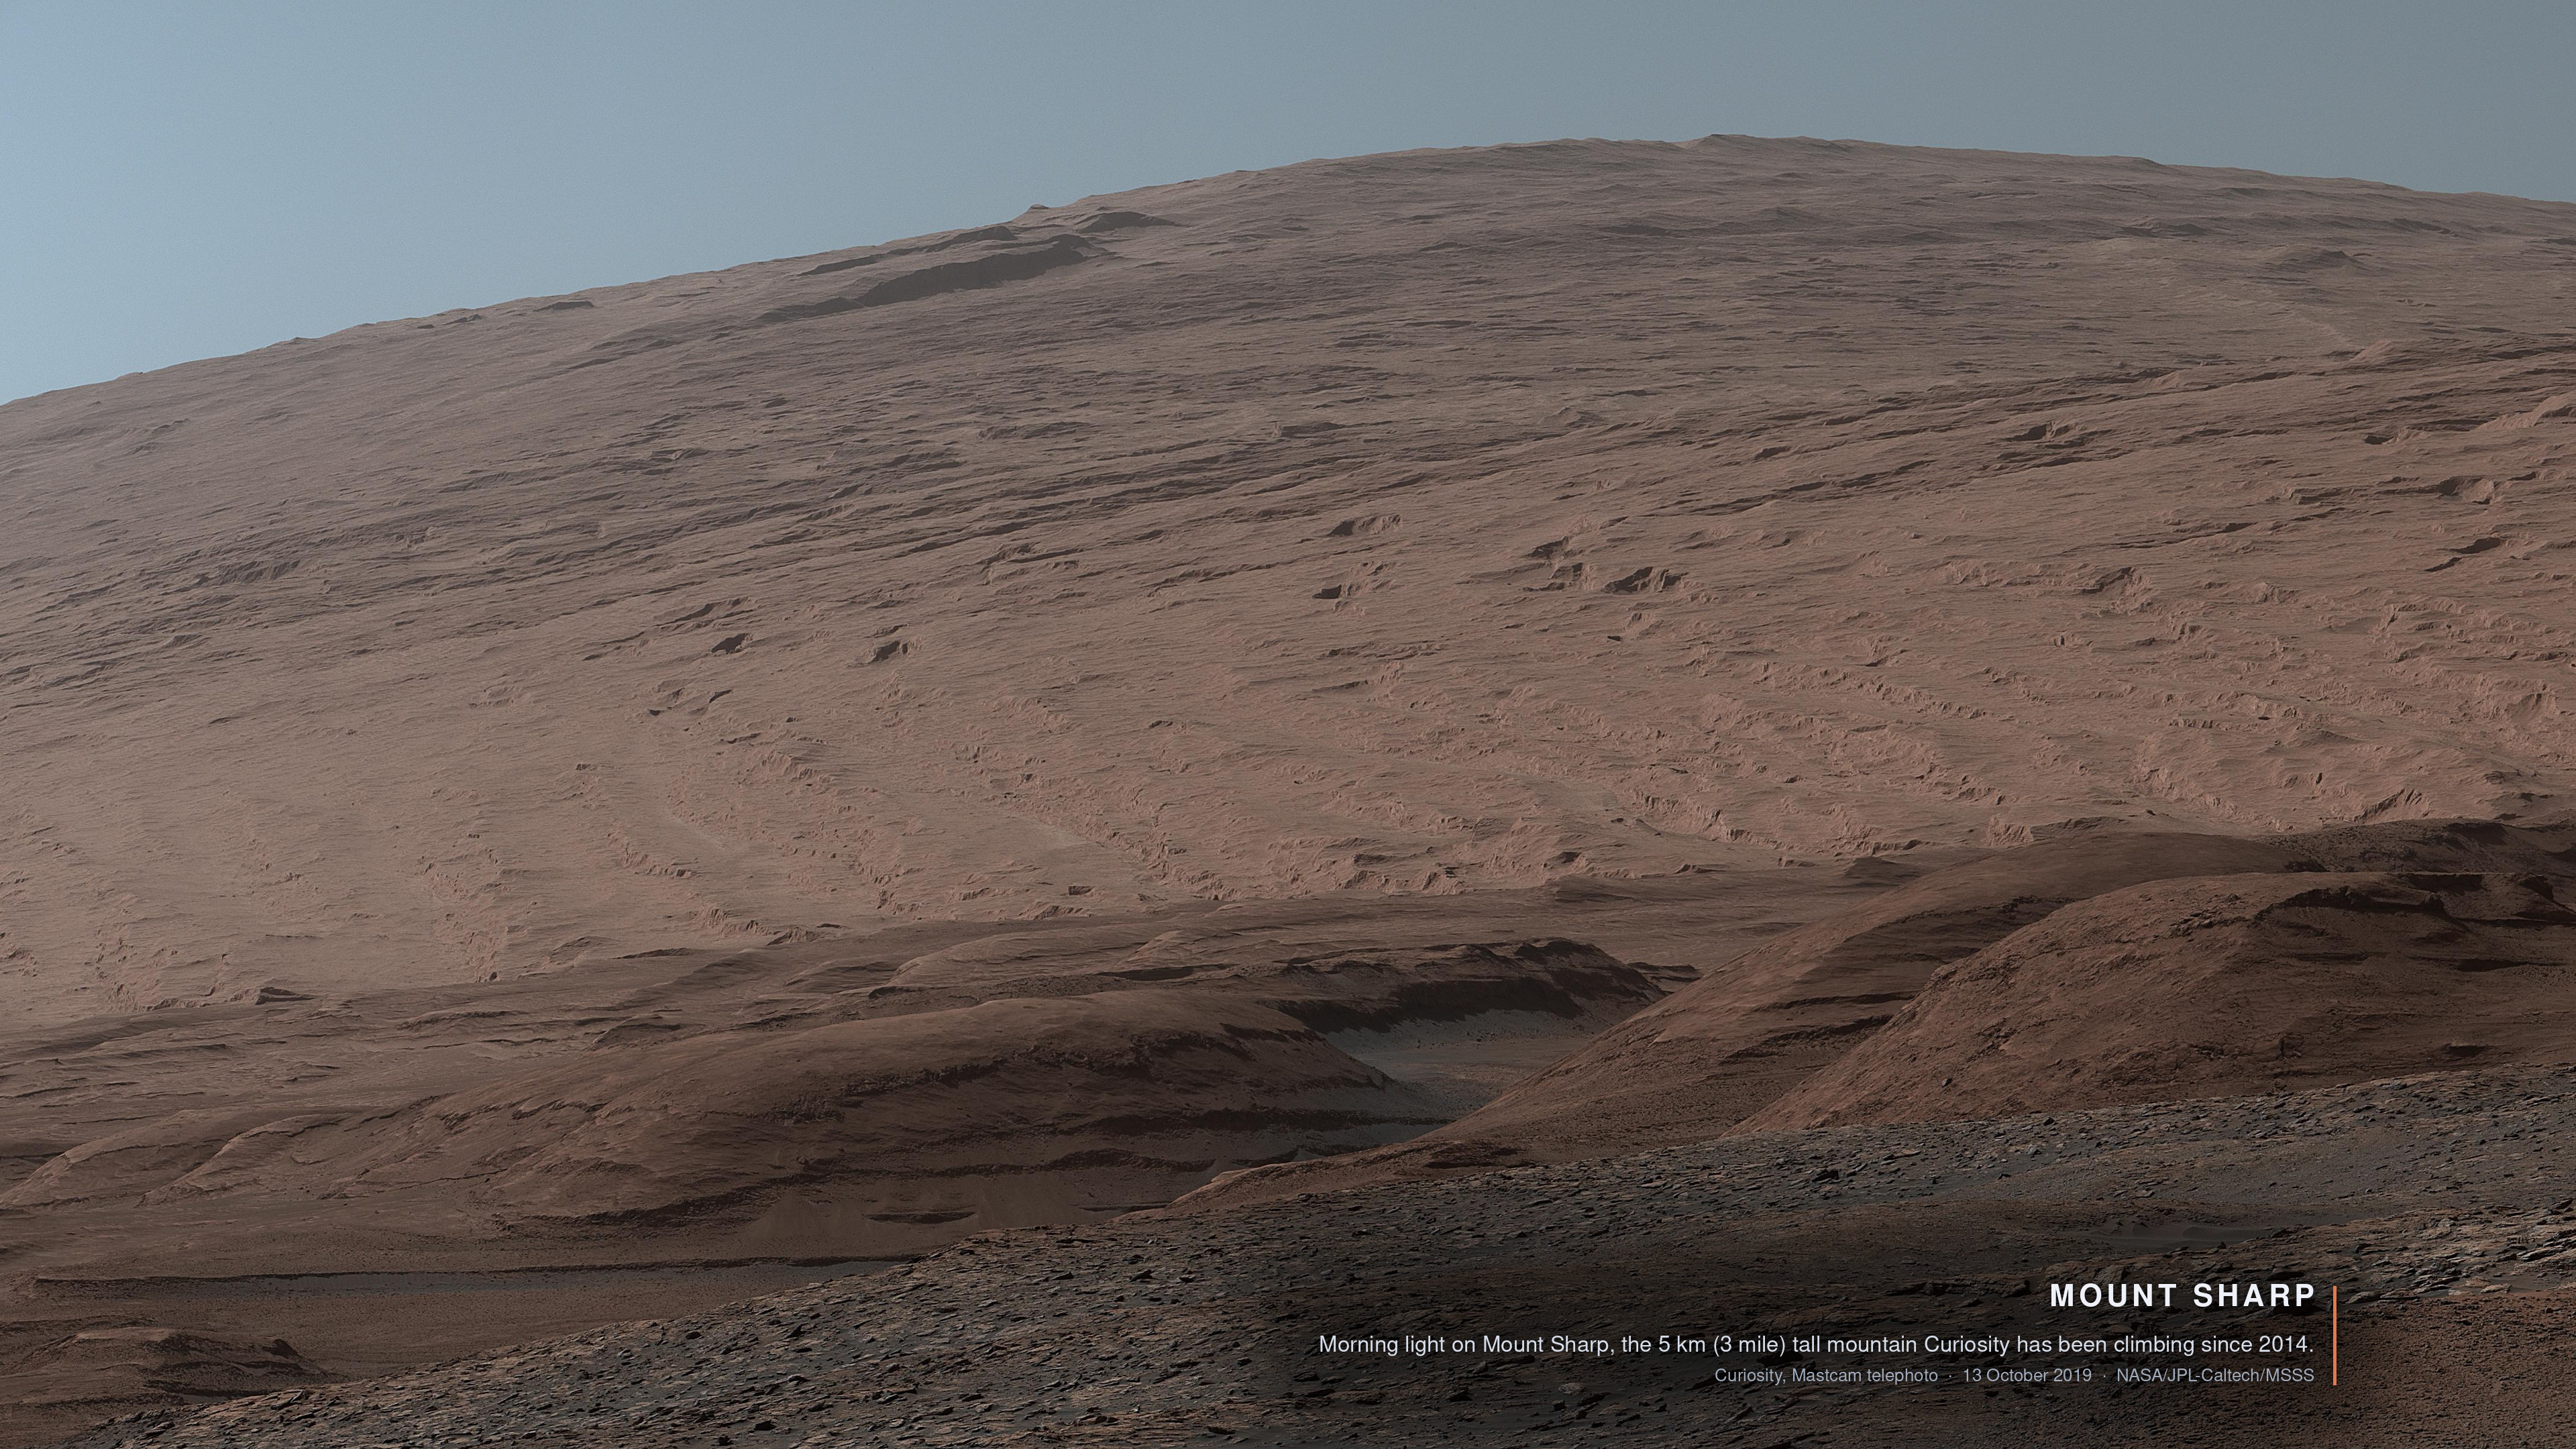 MOUNT SHARP
Morning light on Mount Sharp, the 5 km (3 mile) tall mountain Curiosity has been climbing since 2014.
Curiosity, Mastcam telephoto · 13 October 2019 · NASA/JPL-Caltech/MSSS